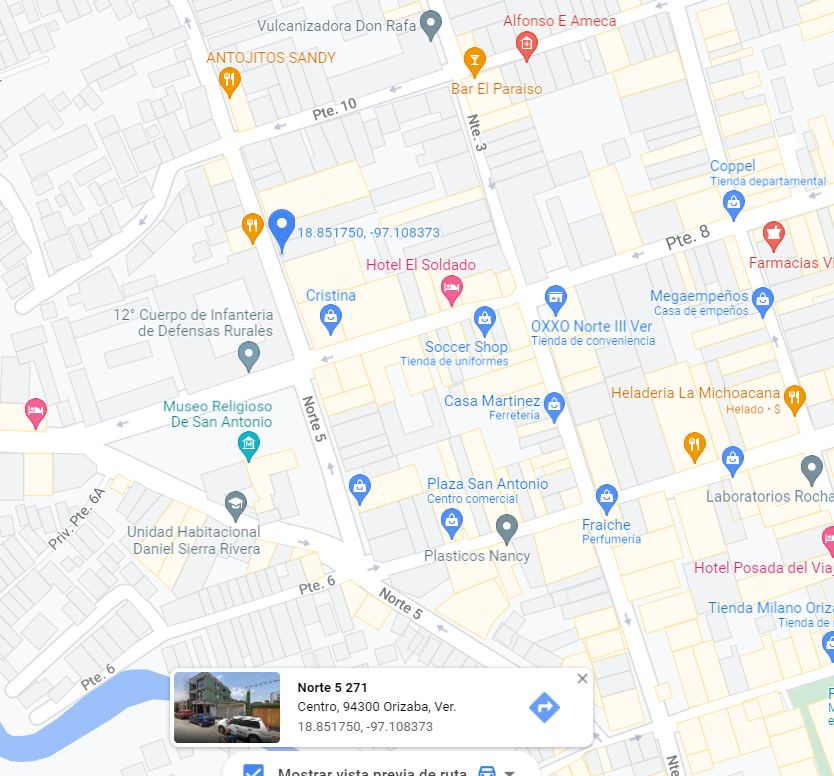 Alfonso E Ameca
Vulcanizadora Don Rafa
ANTOJITOS SANDY
Bar El Paraiso
Pte. 10
Nte. 3
Coppel
Tienda departamental
18.851750, -97.108373
Pte. 8
Hotel El Soldado
Farmacias
Cristina
Megaempeños
Casa de empeños
12° Cuerpo de Infanteria
de Defensas Rurales
OXXO Norte III Ver
Tienda de conveniencia
Soccer Shop
Tienda de uniformes
Heladeria La Michoacana
Helado • $
Casa Martinez
Ferretería
Museo Religioso
De San Antonio
Norte 5
Plaza San Antonio
Centro comercial
Laboratorios Rocha
Priv. Pte. 6A
Fraiche
Perfumería
Unidad Habitacional
Daniel Sierra Rivera
Plasticos Nancy
Hotel Posada del
Pte. 6
Norte 5
Tienda Milano
Tienda de
Pte. 6
Norte 5 271
Centro, 94300 Orizaba, Ver.
18.851750, -97.108373
Nte
Mostrar vista previa de ruta